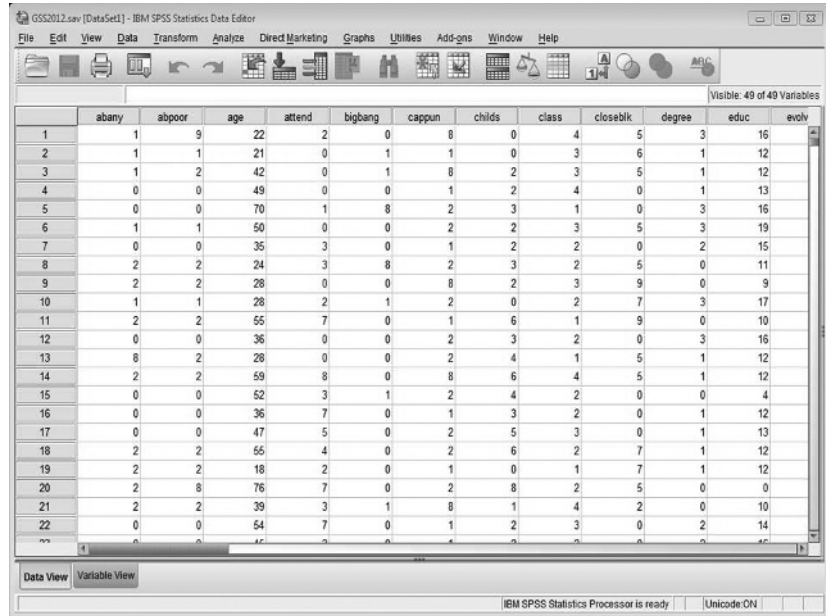 GSS2012.sav [DataSet1] - IBM SPSS Statistics Data Editor
File Edit View Data Transform Analyze Direct Marketing Graphs Utilities Add-ons Window Help
Visible: 49 of 49 Variables
abany abpoor age attend bigbang cappun childs class closeblk degree educ evolv
1 1 9 22 2 0 8 0 4 5 3 16
2 1 1 21 0 1 1 0 3 6 1 12
3 1 2 42 0 1 8 2 3 5 1 12
4 0 0 49 0 0 1 2 4 0 1 13
5 0 0 70 1 8 2 3 1 0 3 16
6 1 1 50 0 0 2 2 3 5 3 19
7 0 0 35 3 0 1 2 2 0 2 15
8 2 2 24 3 8 2 3 2 5 0 11
9 2 2 28 0 0 8 2 3 9 0 9
10 1 1 28 2 1 2 0 2 7 3 17
11 2 2 55 7 0 1 6 1 9 0 10
12 0 0 36 0 0 2 3 2 0 3 16
13 8 2 28 0 0 2 4 1 5 1 12
14 2 2 59 8 0 8 6 4 5 1 12
15 0 0 52 3 1 2 4 2 0 0 4
16 0 0 36 7 0 1 3 2 0 1 12
17 0 0 47 5 0 2 5 3 0 1 13
18 2 2 55 4 0 2 6 2 7 1 12
19 2 2 18 2 0 1 0 1 7 1 12
20 2 8 76 7 0 2 8 2 5 0 0
21 2 2 39 3 1 8 1 4 2 0 10
22 0 0 54 7 0 1 2 3 0 2 14
Data View Variable View
IBM SPSS Statistics Processor is ready Unicode:ON